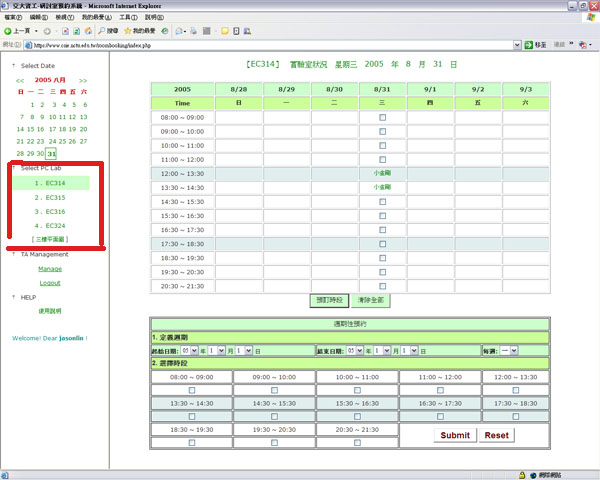 交大資工-研討室預約系統 - Microsoft Internet Explorer
檔案(F) 編輯(E) 檢視(V) 我的最愛(A) 工具(T) 說明(H)
上一頁 搜尋 我的最愛
網址(D) https://www.csie.nctu.edu.tw/roombooking/index.php 移至 連結
Select Date
<< 2005 八月 >>
日 一 二 三 四 五 六
1 2 3 4 5 6
7 8 9 10 11 12 13
14 15 16 17 18 19 20
21 22 23 24 25 26 27
28 29 30 31
Select PC Lab
1 . EC314
2 . EC315
3 . EC316
4 . EC324
[ 三樓平面圖 ]
TA Management
Manage
Logout
HELP
使用說明
Welcome! Dear jasonlin !
[EC314] 實驗室狀況 星期三 2005 年 8 月 31 日
2005 8/28 8/29 8/30 8/31 9/1 9/2 9/3
Time 日 一 二 三 四 五 六
08:00 ~ 09:00
09:00 ~ 10:00
10:00 ~ 11:00
11:00 ~ 12:00
12:00 ~ 13:30 小金剛
13:30 ~ 14:30 小金剛
14:30 ~ 15:30
15:30 ~ 16:30
16:30 ~ 17:30
17:30 ~ 18:30
18:30 ~ 19:30
19:30 ~ 20:30
20:30 ~ 21:30
預訂時段 清除全部
週期性預約
1. 定義週期
起始日期: 05 年 1 月 1 日 結束日期: 05 年 1 月 1 日 每週: 一
2. 選擇時段
08:00 ~ 09:00 09:00 ~ 10:00 10:00 ~ 11:00 11:00 ~ 12:00 12:00 ~ 13:30
13:30 ~ 14:30 14:30 ~ 15:30 15:30 ~ 16:30 16:30 ~ 17:30 17:30 ~ 18:30
18:30 ~ 19:30 19:30 ~ 20:30 20:30 ~ 21:30
Submit Reset
網際網路